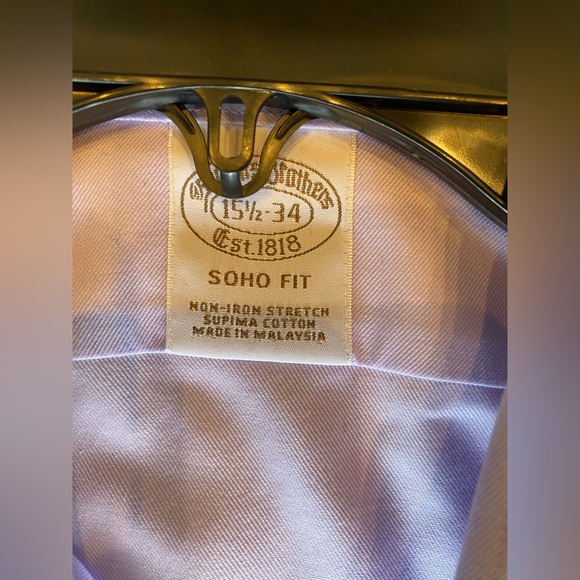 Brothers
15½-34
Est.1818
SOHO FIT
NON-IRON STRETCH
SUPIMA COTTON
MADE IN MALAYSIA